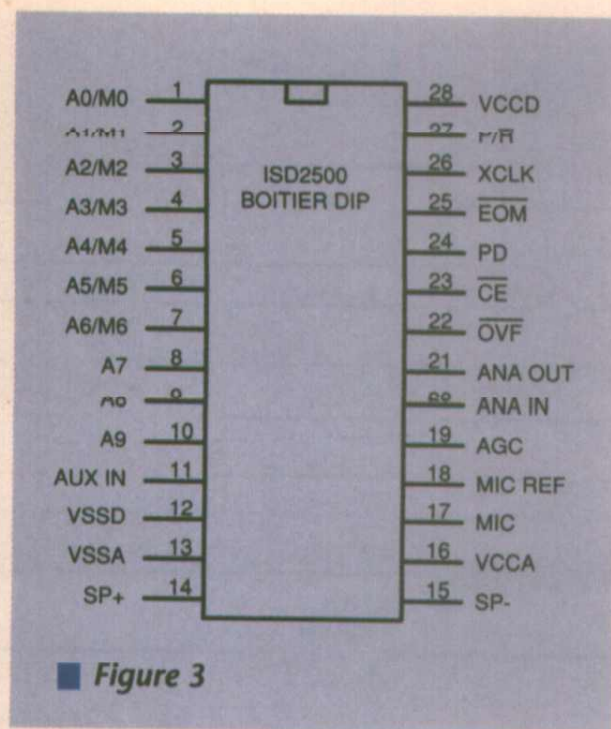 A0/M0 1
2
A2/M2 3
A3/M3 4
A4/M4 5
A5/M5 6
A6/M6 7
A7 8
A9 10
AUX IN 11
VSSD 12
VSSA 13
SP+ 14
ISD2500
BOITIER DIP
28 VCCD
27
26 XCLK
25 E̅O̅M̅
24 PD
23 C̅E̅
22 O̅V̅F̅
21 ANA OUT
ANA IN
19 AGC
18 MIC REF
17 MIC
16 VCCA
15 SP-
Figure 3